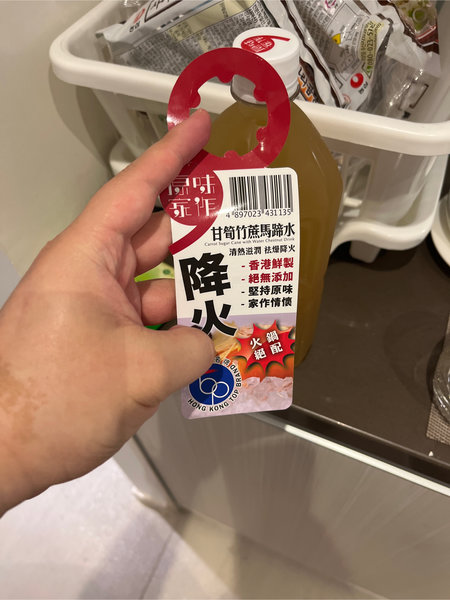 原味
家作
4 897023 431135
甘筍竹蔗馬蹄水
Carrot Sugar Cane with Water Chestnut Drink
清熱滋潤 祛燥降火
降火
- 香港鮮製
- 絕無添加
- 堅持原味
- 家作情懷
火鍋
絕配
HONG KONG TOP BRAND